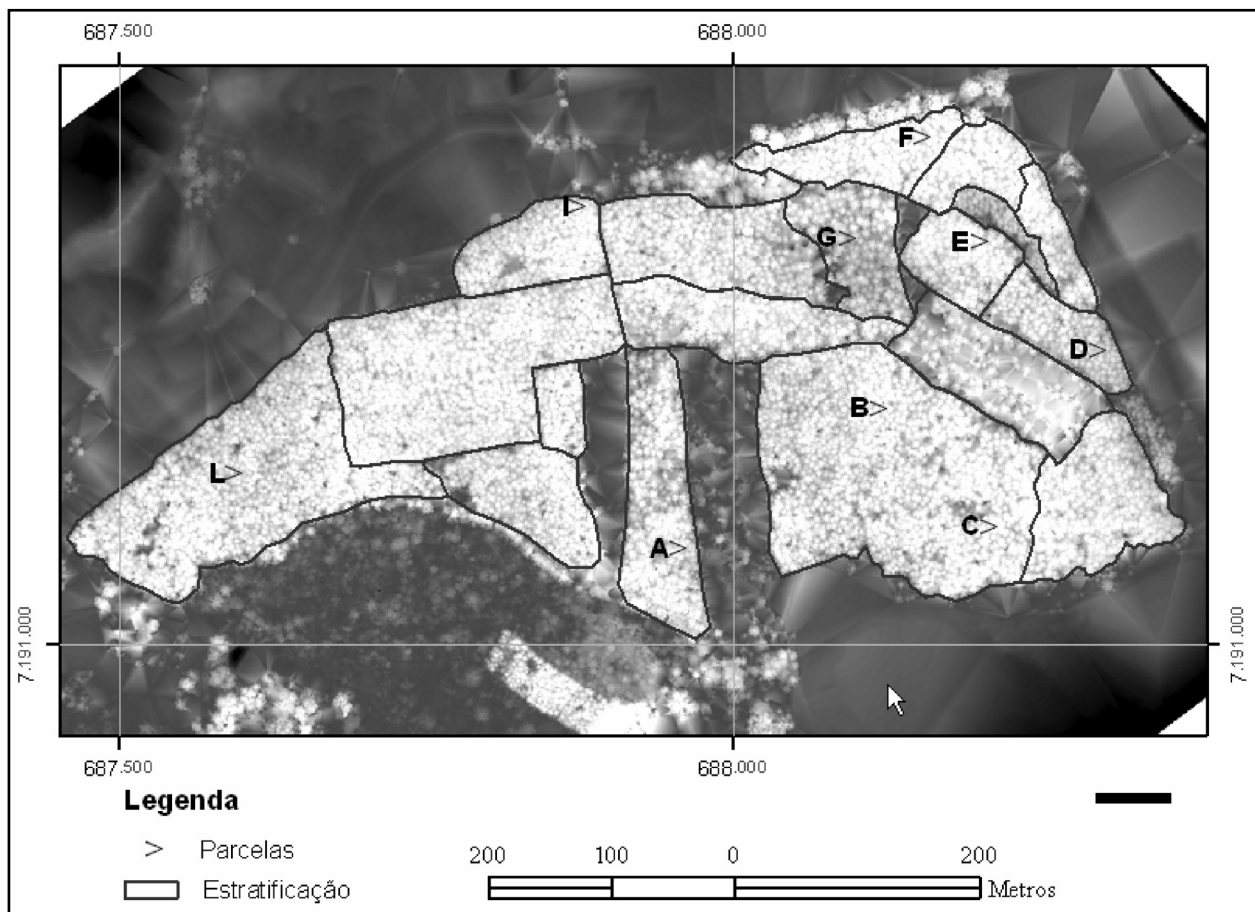 687.500 688.000
F
I
G
E
D
B
L
C
A
7.191.000 7.191.000
687.500 688.000
Legenda
> Parcelas
Estratificação
200 100 0 200
Metros